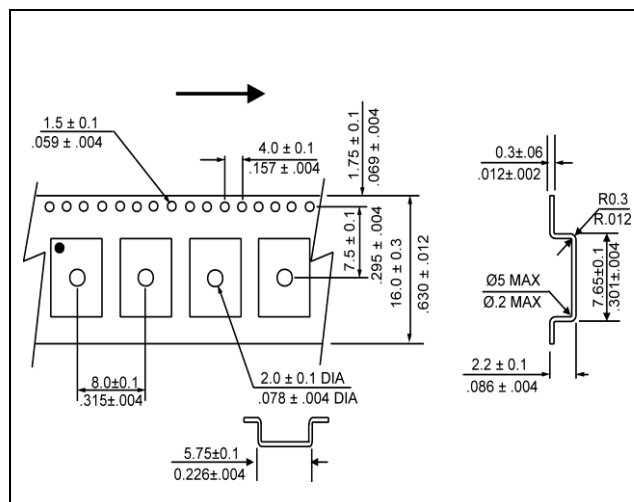 1.5 ± 0.1
.059 ± .004
4.0 ± 0.1
.157 ± .004
1.75 ± 0.1
.069 ± .004
0.3±.06
.012±.002
R0.3
R.012
7.5 ± 0.1
.295 ± .004
16.0 ± 0.3
.630 ± .012
Ø5 MAX
Ø.2 MAX
7.65± 0.1
.301±.004
8.0±0.1
.315±.004
2.0 ± 0.1 DIA
.078 ± .004 DIA
2.2 ± 0.1
.086 ± .004
5.75±0.1
0.226±.004